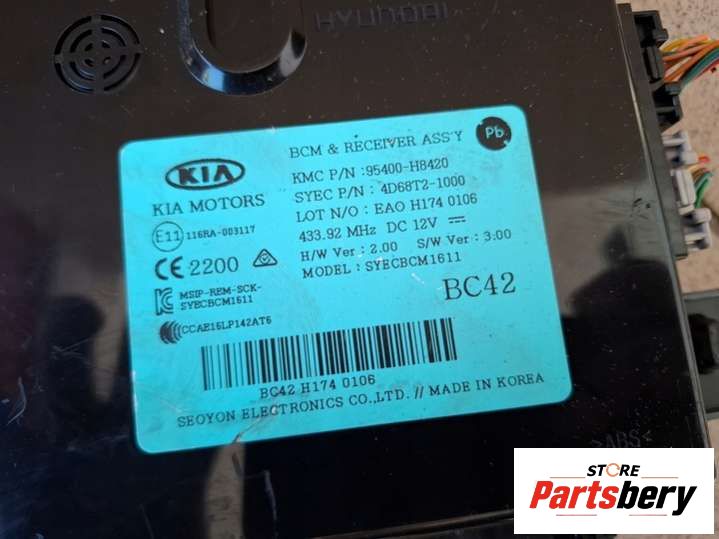 HYUNDAI
BCM & RECEIVER ASS'Y
Pb
KIA
KMC P/N :95400-H8420
KIA MOTORS
SYEC P/N : 4D68T2-1000
LOT N/O : EAO H174 0106
E11 116RA-003117
433.92 MHz DC 12V
H/W Ver : 2.00 S/W Ver : 3.00
CE 2200
MODEL : SYECBCM1611
MSIP-REM-SCK-
SYECBCM1611
BC42
CCAE16LP142AT6
BC42 H174 0106
SEOYON ELECTRONICS CO.,LTD. // MADE IN KOREA
>ABS<
STORE
Partsbery